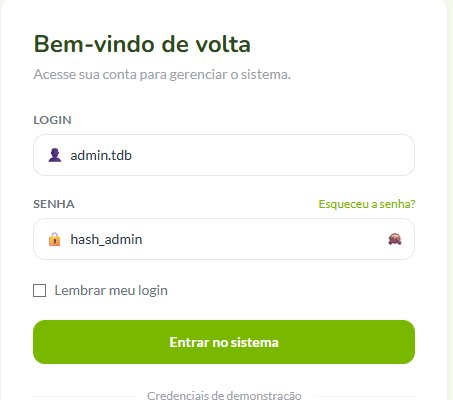 Bem-vindo de volta
Acesse sua conta para gerenciar o sistema.
LOGIN
admin.tdb
SENHA Esqueceu a senha?
hash_admin
Lembrar meu login
Entrar no sistema
Credenciais de demonstração